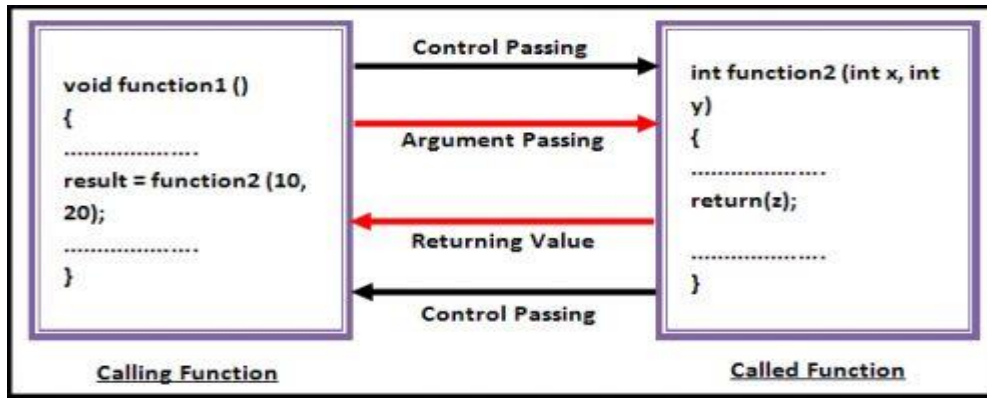 void function1 ()
{
.....................
result = function2 (10,
20);
.....................
}
Calling Function
Control Passing
Argument Passing
Returning Value
Control Passing
int function2 (int x, int
y)
{
.....................
return(z);
.....................
}
Called Function